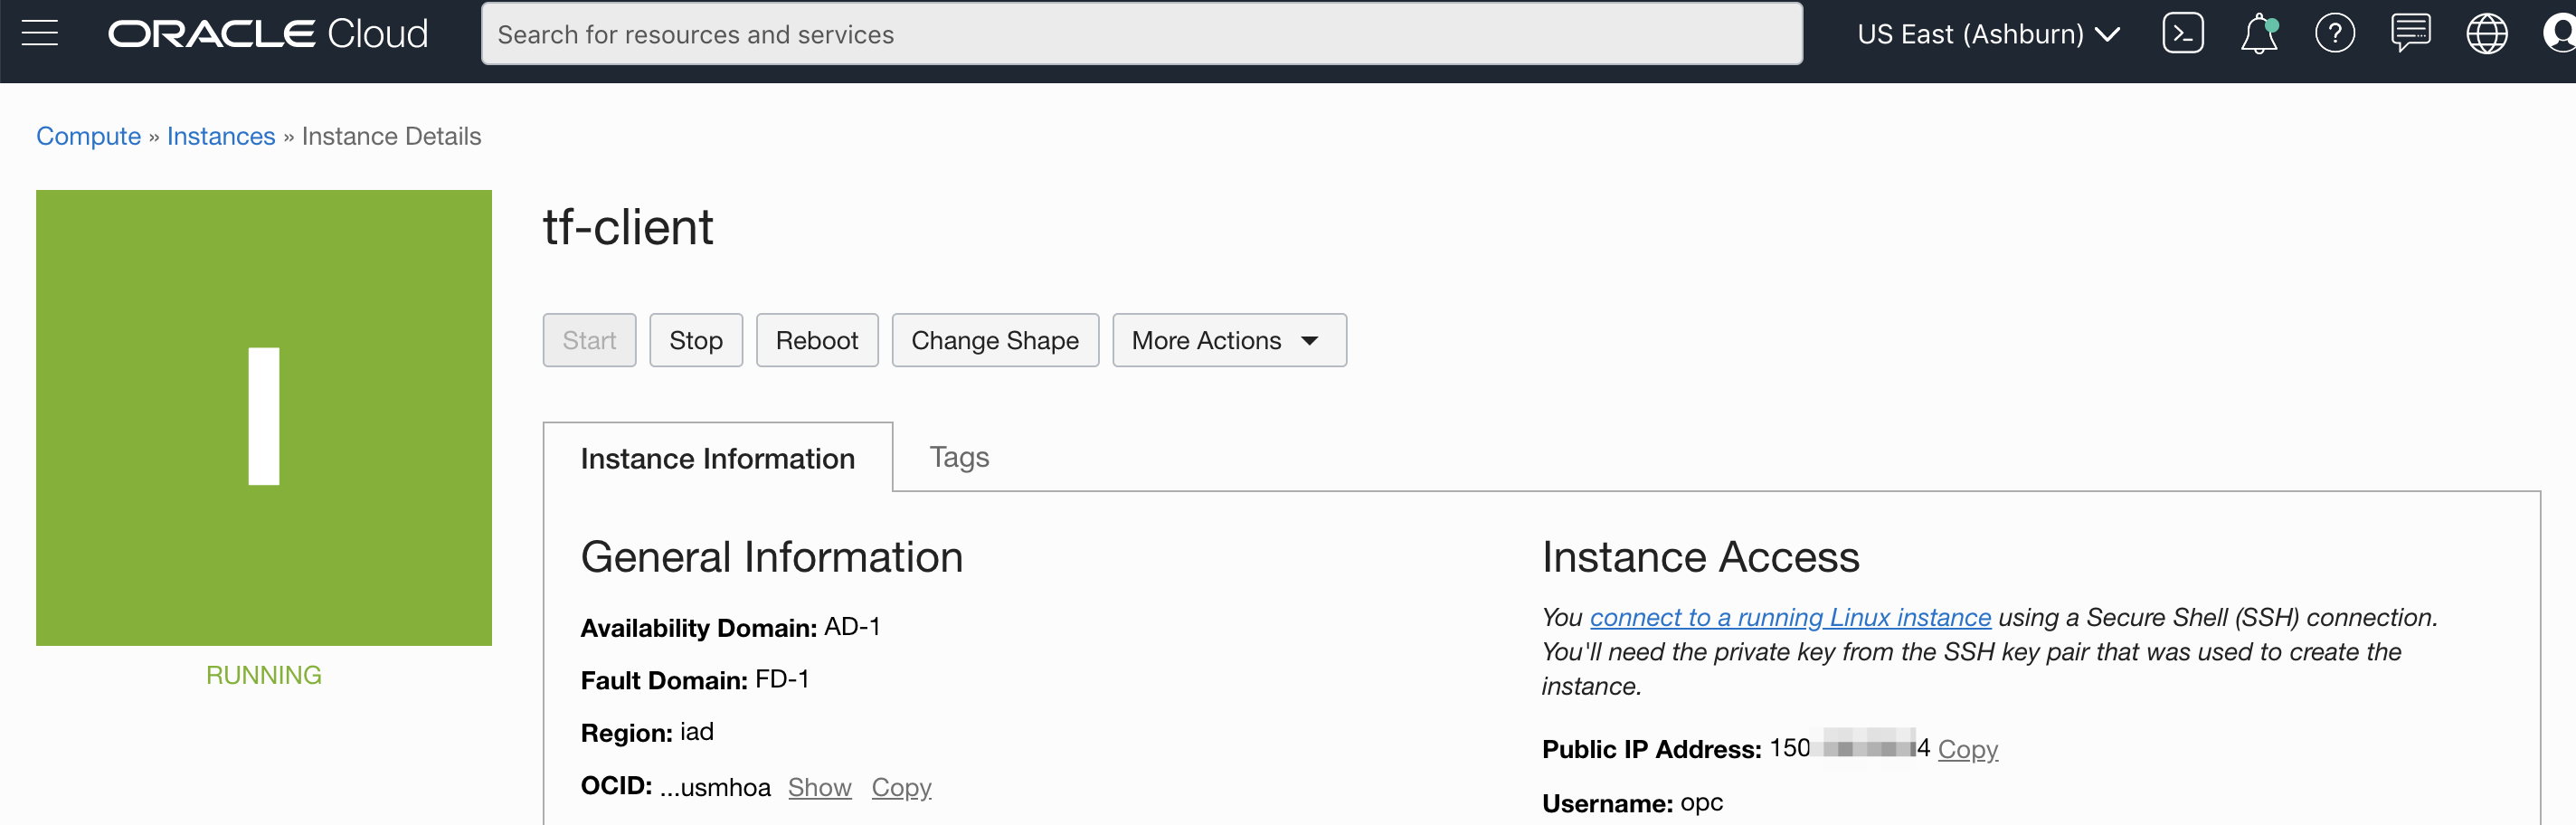 ORACLE Cloud
Search for resources and services
US East (Ashburn)
Compute » Instances » Instance Details
I
RUNNING
tf-client
Start Stop Reboot Change Shape More Actions
Instance Information Tags
General Information
Availability Domain: AD-1
Fault Domain: FD-1
Region: iad
OCID: ...usmhoa Show Copy
Instance Access
You connect to a running Linux instance using a Secure Shell (SSH) connection.
You'll need the private key from the SSH key pair that was used to create the
instance.
Public IP Address: 150 4 Copy
Username: opc